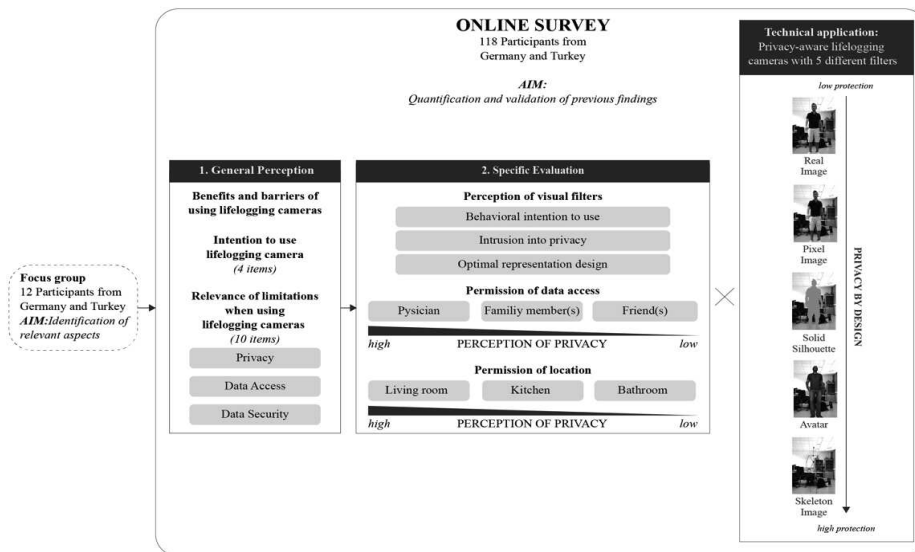 ONLINE SURVEY
118 Participants from
Germany and Turkey
AIM:
Quantification and validation of previous findings
Focus group
12 Participants from
Germany and Turkey
AIM:Identification of
relevant aspects
1. General Perception
Benefits and barriers of
using lifelogging cameras
Intention to use
lifelogging camera
(4 items)
Relevance of limitations
when using
lifelogging cameras
(10 items)
Privacy
Data Access
Data Security
2. Specific Evaluation
Perception of visual filters
Behavioral intention to use
Intrusion into privacy
Optimal representation design
Permission of data access
Pysician
Familiy member(s)
Friend(s)
high PERCEPTION OF PRIVACY low
Permission of location
Living room
Kitchen
Bathroom
high PERCEPTION OF PRIVACY low
Technical application:
Privacy-aware lifelogging
cameras with 5 different filters
low protection
Real
Image
Pixel
Image
Solid
Silhouette
Avatar
Skeleton
Image
high protection
PRIVACY BY DESIGN